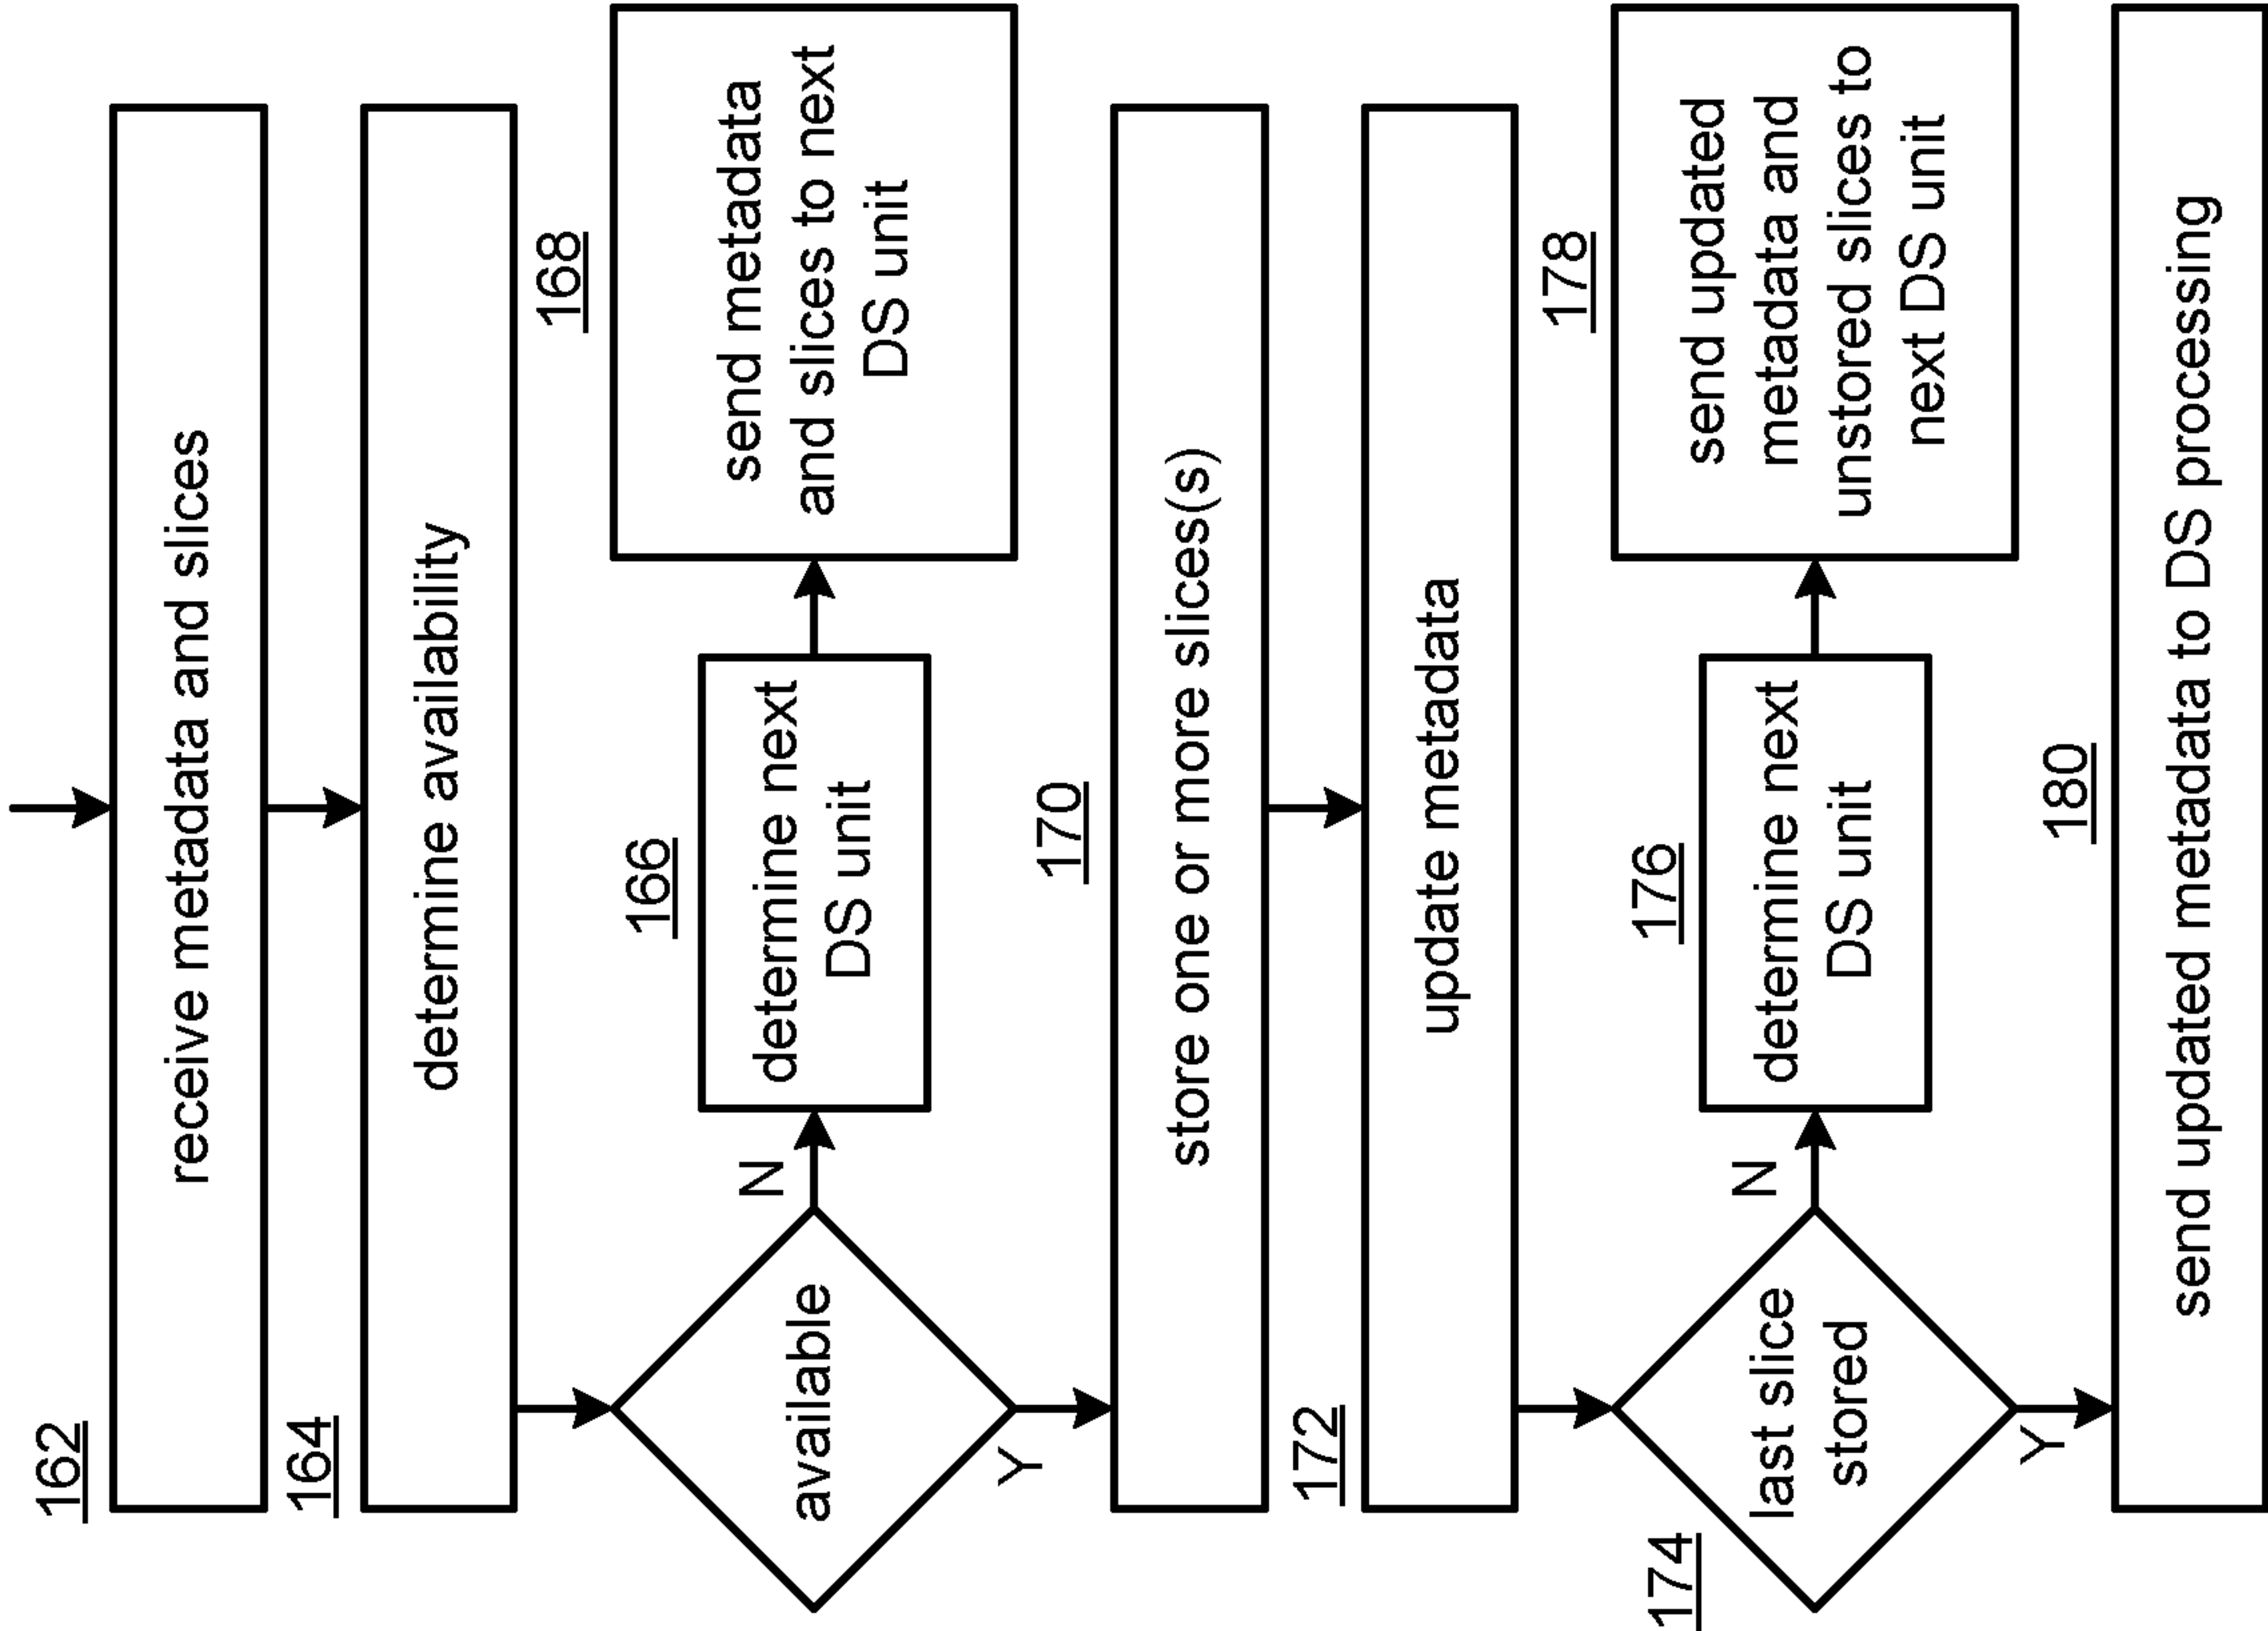 162
receive metadata and slices
164
determine availability
available
N
Y
166
determine next
DS unit
168
send metadata
and slices to next
DS unit
170
store one or more slices(s)
172
update metadata
174
last slice
stored
N
Y
176
determine next
DS unit
178
send updated
metadata and
unstored slices to
next DS unit
180
send updated metadata to DS processing